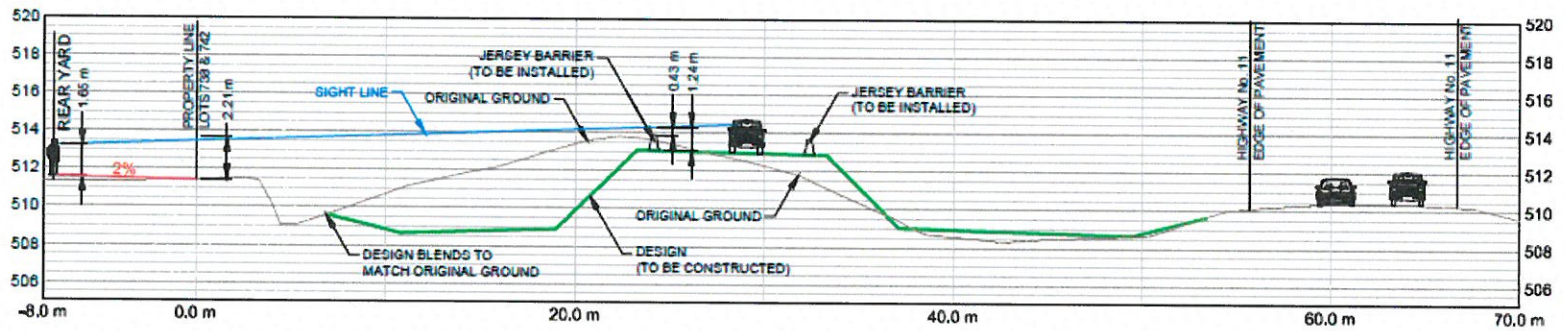 520
518
516
514
512
510
508
506
REAR YARD
1.65 m
PROPERTY LINE
LOTS 738 & 742
2.21 m
2%
SIGHT LINE
JERSEY BARRIER
(TO BE INSTALLED)
ORIGINAL GROUND
0.43 m
1.24 m
JERSEY BARRIER
(TO BE INSTALLED)
ORIGINAL GROUND
DESIGN BLENDS TO
MATCH ORIGINAL GROUND
DESIGN
(TO BE CONSTRUCTED)
HIGHWAY No. 11
EDGE OF PAVEMENT
HIGHWAY No. 11
EDGE OF PAVEMENT
520
518
516
514
512
510
508
506
-8.0 m
0.0 m
20.0 m
40.0 m
60.0 m
70.0 m